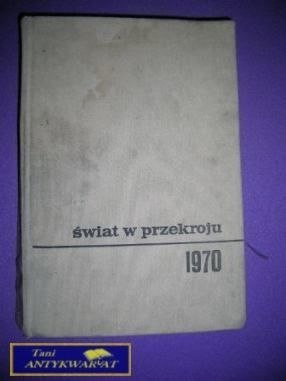 świat w przekroju
1970
Tani
ANTYKWARIAT